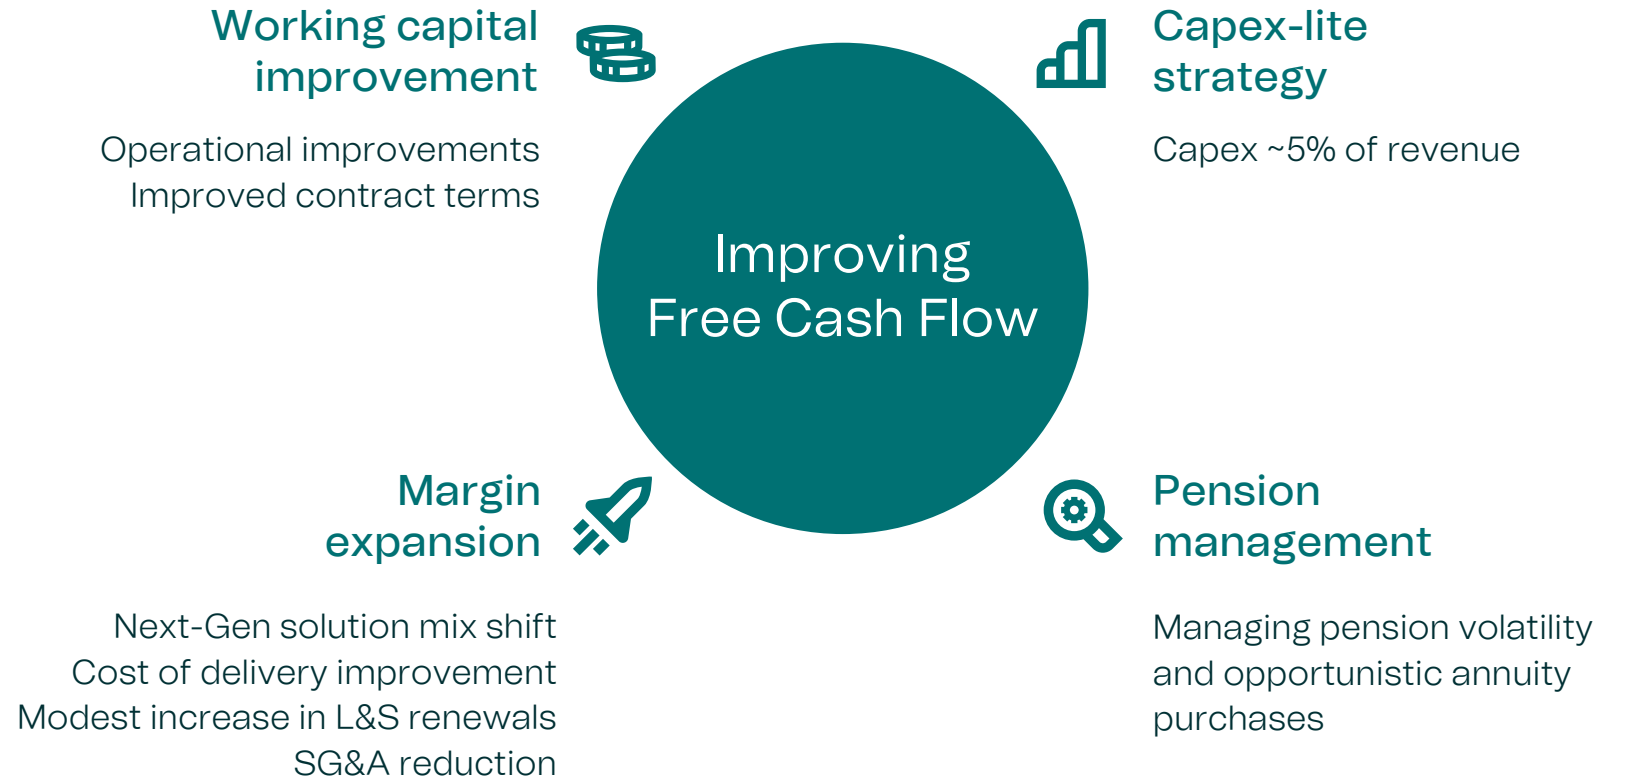 Working capital
improvement
Operational improvements
Improved contract terms
Capex-lite
strategy
Capex ~5% of revenue
Improving
Free Cash Flow
Margin
expansion
Next-Gen solution mix shift
Cost of delivery improvement
Modest increase in L&S renewals
SG&A reduction
Pension
management
Managing pension volatility
and opportunistic annuity
purchases